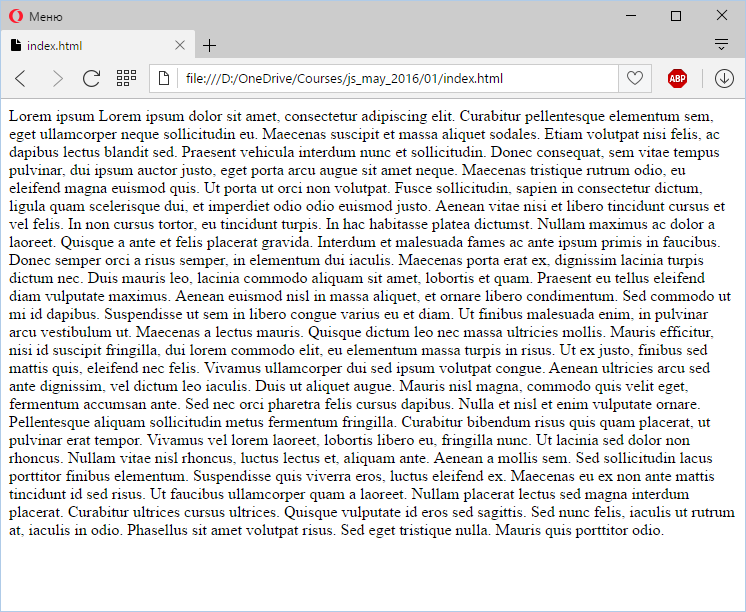 Меню
index.html
file:///D:/OneDrive/Courses/js_may_2016/01/index.html
ABP
Lorem ipsum Lorem ipsum dolor sit amet, consectetur adipiscing elit. Curabitur pellentesque elementum sem,
eget ullamcorper neque sollicitudin eu. Maecenas suscipit et massa aliquet sodales. Etiam volutpat nisi felis, ac
dapibus lectus blandit sed. Praesent vehicula interdum nunc et sollicitudin. Donec consequat, sem vitae tempus
pulvinar, dui ipsum auctor justo, eget porta arcu augue sit amet neque. Maecenas tristique rutrum odio, eu
eleifend magna euismod quis. Ut porta ut orci non volutpat. Fusce sollicitudin, sapien in consectetur dictum,
ligula quam scelerisque dui, et imperdiet odio odio euismod justo. Aenean vitae nisi et libero tincidunt cursus et
vel felis. In non cursus tortor, eu tincidunt turpis. In hac habitasse platea dictumst. Nullam maximus ac dolor a
laoreet. Quisque a ante et felis placerat gravida. Interdum et malesuada fames ac ante ipsum primis in faucibus.
Donec semper orci a risus semper, in elementum dui iaculis. Maecenas porta erat ex, dignissim lacinia turpis
dictum nec. Duis mauris leo, lacinia commodo aliquam sit amet, lobortis et quam. Praesent eu tellus eleifend
diam vulputate maximus. Aenean euismod nisl in massa aliquet, et ornare libero condimentum. Sed commodo ut
mi id dapibus. Suspendisse ut sem in libero congue varius eu et diam. Ut finibus malesuada enim, in pulvinar
arcu vestibulum ut. Maecenas a lectus mauris. Quisque dictum leo nec massa ultricies mollis. Mauris efficitur,
nisi id suscipit fringilla, dui lorem commodo elit, eu elementum massa turpis in risus. Ut ex justo, finibus sed
mattis quis, eleifend nec felis. Vivamus ullamcorper dui sed ipsum volutpat congue. Aenean ultricies arcu sed
ante dignissim, vel dictum leo iaculis. Duis ut aliquet augue. Mauris nisl magna, commodo quis velit eget,
fermentum accumsan ante. Sed nec orci pharetra felis cursus dapibus. Nulla et nisl et enim vulputate ornare.
Pellentesque aliquam sollicitudin metus fermentum fringilla. Curabitur bibendum risus quis quam placerat, ut
pulvinar erat tempor. Vivamus vel lorem laoreet, lobortis libero eu, fringilla nunc. Ut lacinia sed dolor non
rhoncus. Nullam vitae nisl rhoncus, luctus lectus et, aliquam ante. Aenean a mollis sem. Sed sollicitudin lacus
porttitor finibus elementum. Suspendisse quis viverra eros, luctus eleifend ex. Maecenas eu ex non ante mattis
tincidunt id sed risus. Ut faucibus ullamcorper quam a laoreet. Nullam placerat lectus sed magna interdum
placerat. Curabitur ultrices cursus ultrices. Quisque vulputate id eros sed sagittis. Sed nunc felis, iaculis ut rutrum
at, iaculis in odio. Phasellus sit amet volutpat risus. Sed eget tristique nulla. Mauris quis porttitor odio.